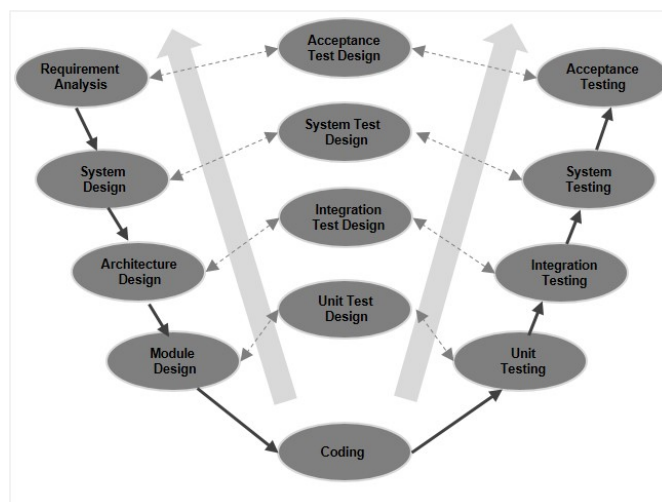 Requirement
Analysis
Acceptance
Test Design
Acceptance
Testing
System
Design
System Test
Design
System
Testing
Architecture
Design
Integration
Test Design
Integration
Testing
Module
Design
Unit Test
Design
Unit
Testing
Coding